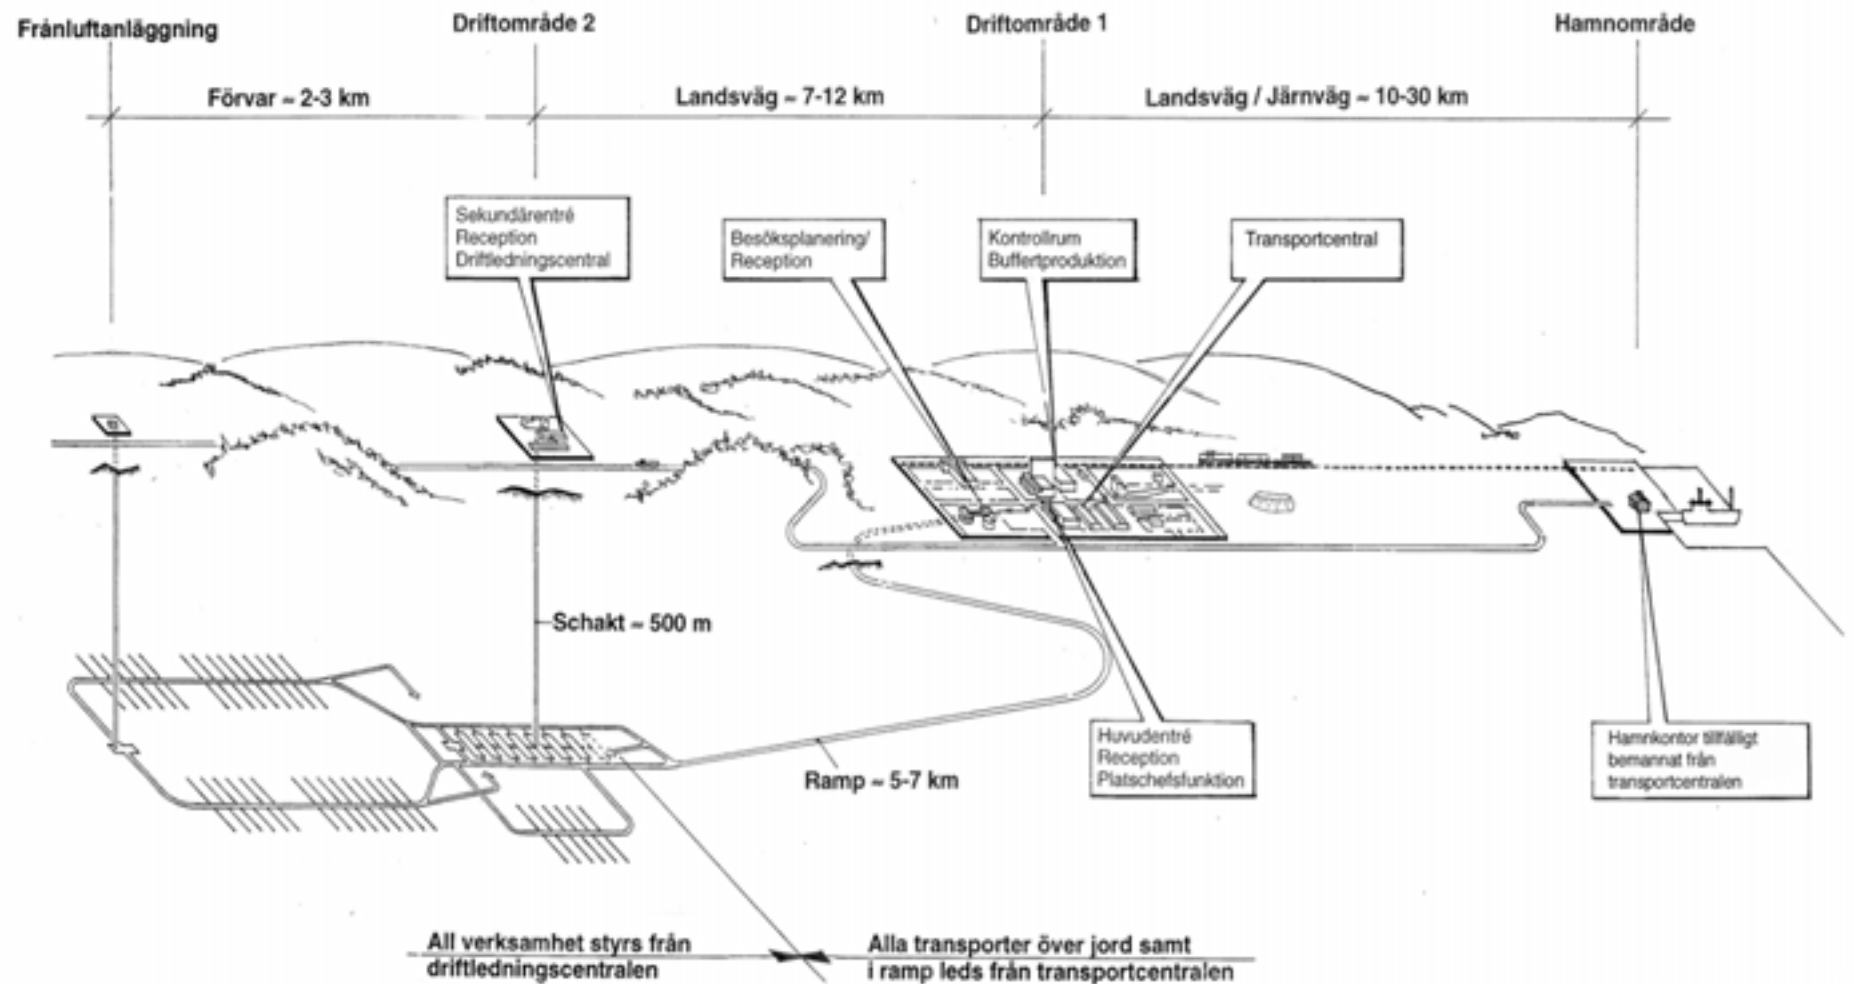 Frånluftanläggning
Driftområde 2
Driftområde 1
Hamnområde
Förvar ~ 2-3 km
Landsväg ~ 7-12 km
Landsväg / Järnväg ~ 10-30 km
Sekundärentré
Reception
Driftledningscentral
Besöksplanering/
Reception
Kontrollrum
Buffertproduktion
Transportcentral
Schakt ~ 500 m
Ramp ~ 5-7 km
Huvudentré
Reception
Platschefsfunktion
Hamnkontor tillfälligt
bemannat från
transportcentralen
All verksamhet styrs från
driftledningscentralen
Alla transporter över jord samt
i ramp leds från transportcentralen